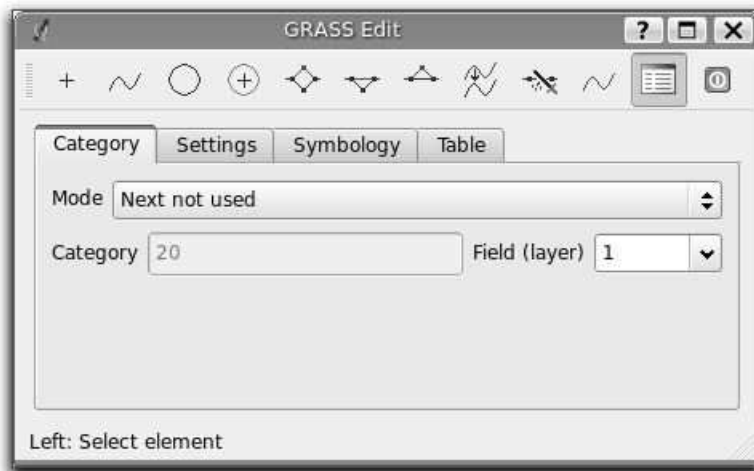 GRASS Edit
Category Settings Symbology Table
Mode Next not used
Category 20 Field (layer) 1
Left: Select element